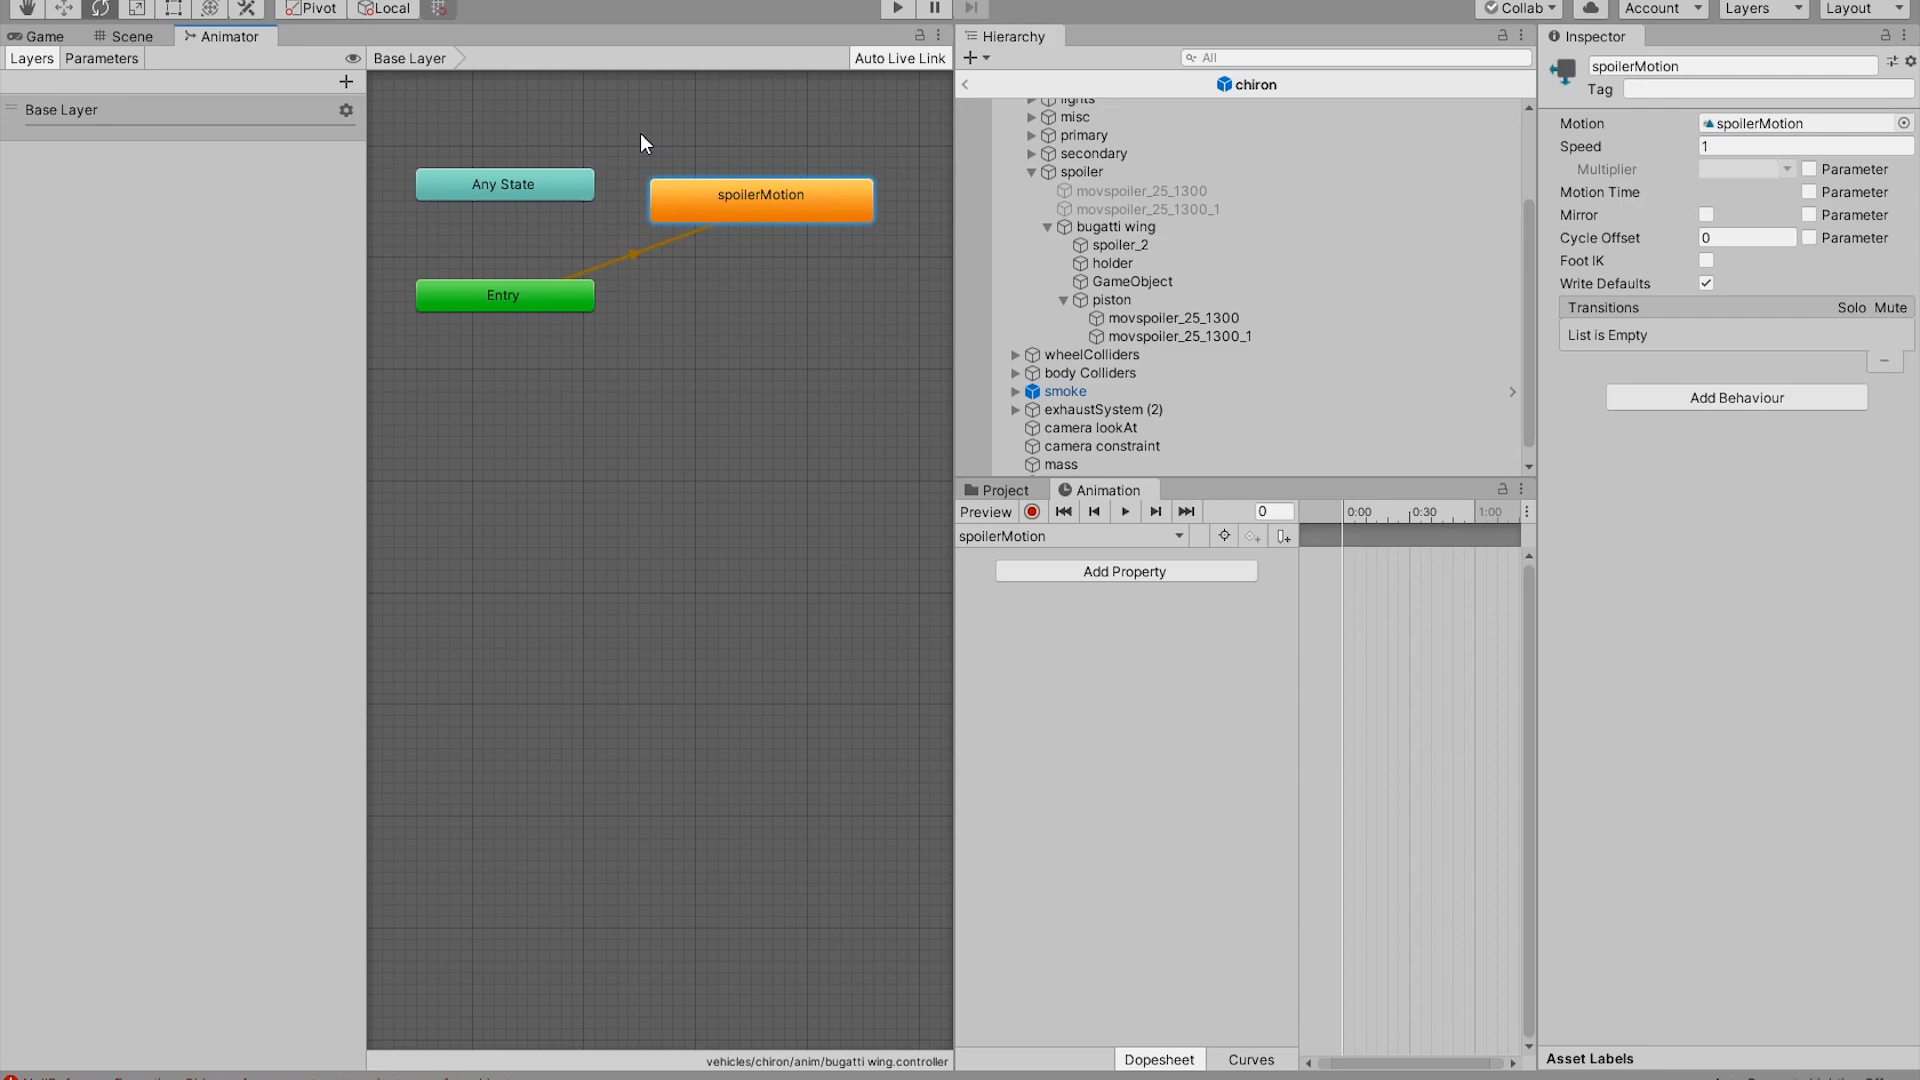 Pivot Local Collab Account Layers Layout
Game Scene Animator
Layers Parameters Base Layer Auto Live Link
Base Layer
Any State
spoilerMotion
Entry
vehicles/chiron/anim/bugatti wing.controller
Hierarchy
All
chiron
lights
misc
primary
secondary
spoiler
movspoiler_25_1300
movspoiler_25_1300_1
bugatti wing
spoiler_2
holder
GameObject
piston
movspoiler_25_1300
movspoiler_25_1300_1
wheelColliders
body Colliders
smoke
exhaustSystem (2)
camera lookAt
camera constraint
mass
Project Animation
Preview 0 0:00 0:30 1:00
spoilerMotion
Add Property
Dopesheet Curves
Inspector
spoilerMotion
Tag
Motion spoilerMotion
Speed 1
Multiplier Parameter
Motion Time Parameter
Mirror Parameter
Cycle Offset 0 Parameter
Foot IK
Write Defaults
Transitions Solo Mute
List is Empty
Add Behaviour
Asset Labels